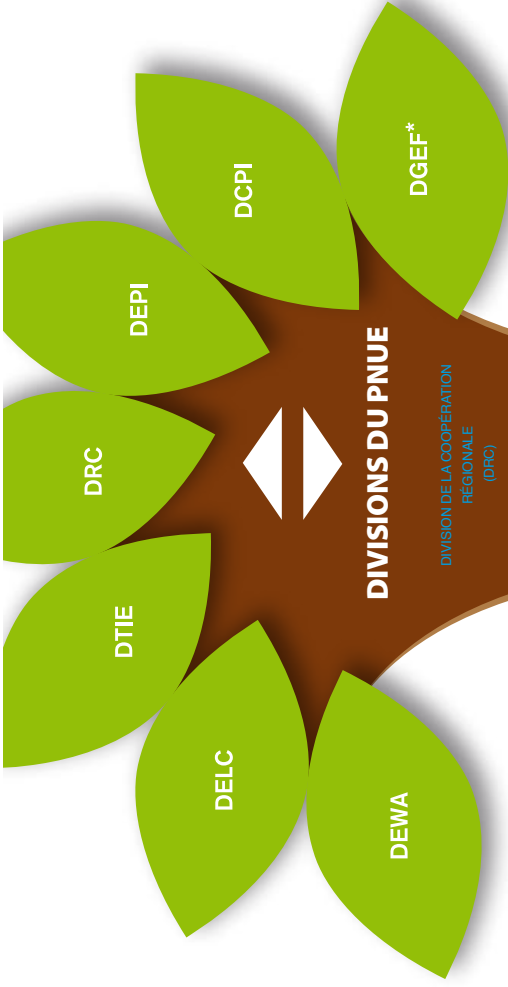 DEWA
DELC
DTIE
DRC
DEPI
DCPI
DGEF*
DIVISIONS DU PNUE
DIVISION DE LA COOPÉRATION
RÉGIONALE
(DRC)